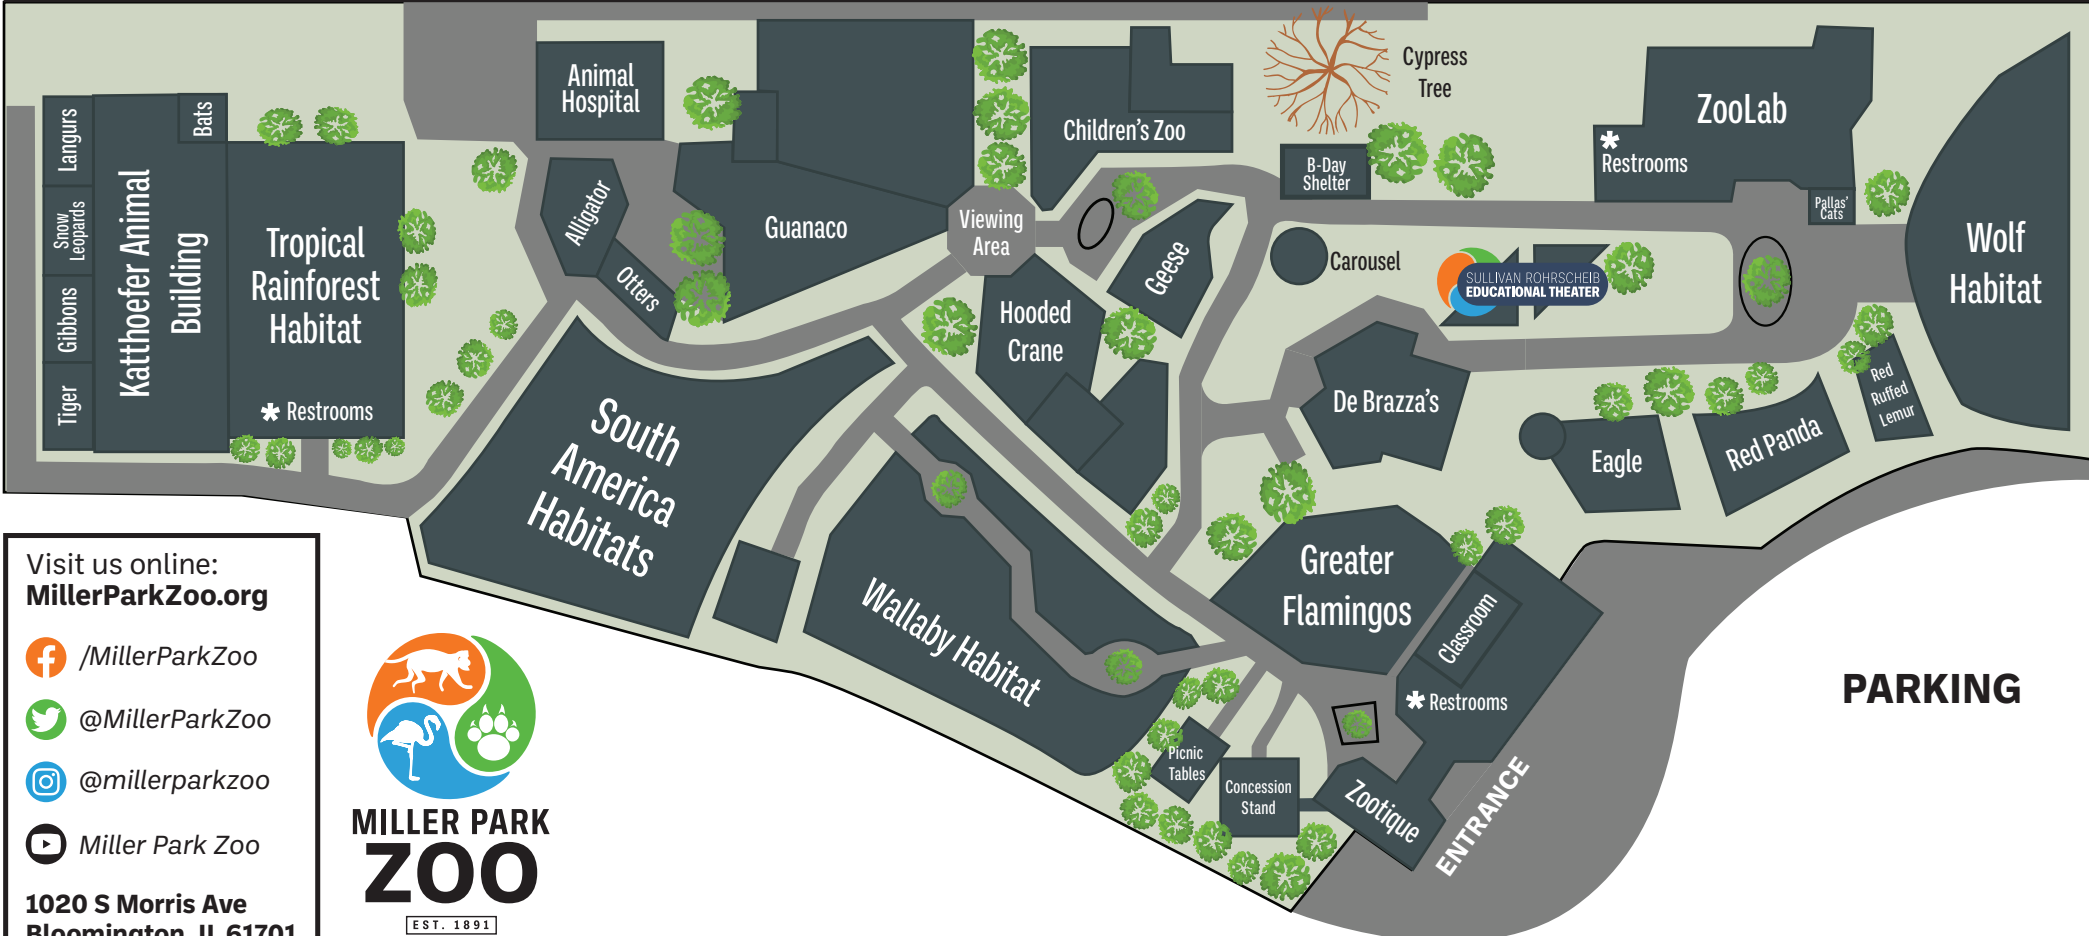 Langurs
Snow
Leopards
Gibbons
Tiger
Katthoefer Animal
Building
Bats
Tropical
Rainforest
Habitat
* Restrooms
Animal
Hospital
Alligator
Otters
Guanaco
Viewing
Area
Children's Zoo
Cypress
Tree
B-Day
Shelter
ZooLab
*
Restrooms
Pallas'
Cats
Wolf
Habitat
Geese
Hooded
Crane
Carousel
SULLIVAN ROHRSCHEIB
EDUCATIONAL THEATER
De Brazza's
Eagle
Red Panda
Red
Ruffed
Lemur
South
America
Habitats
Wallaby Habitat
Greater
Flamingos
Classroom
* Restrooms
Picnic
Tables
Concession
Stand
Zootique
ENTRANCE
PARKING
Visit us online:
MillerParkZoo.org
/MillerParkZoo
@MillerParkZoo
@millerparkzoo
Miller Park Zoo
1020 S Morris Ave
Bloomington, IL 61701
MILLER PARK
ZOO
EST. 1891